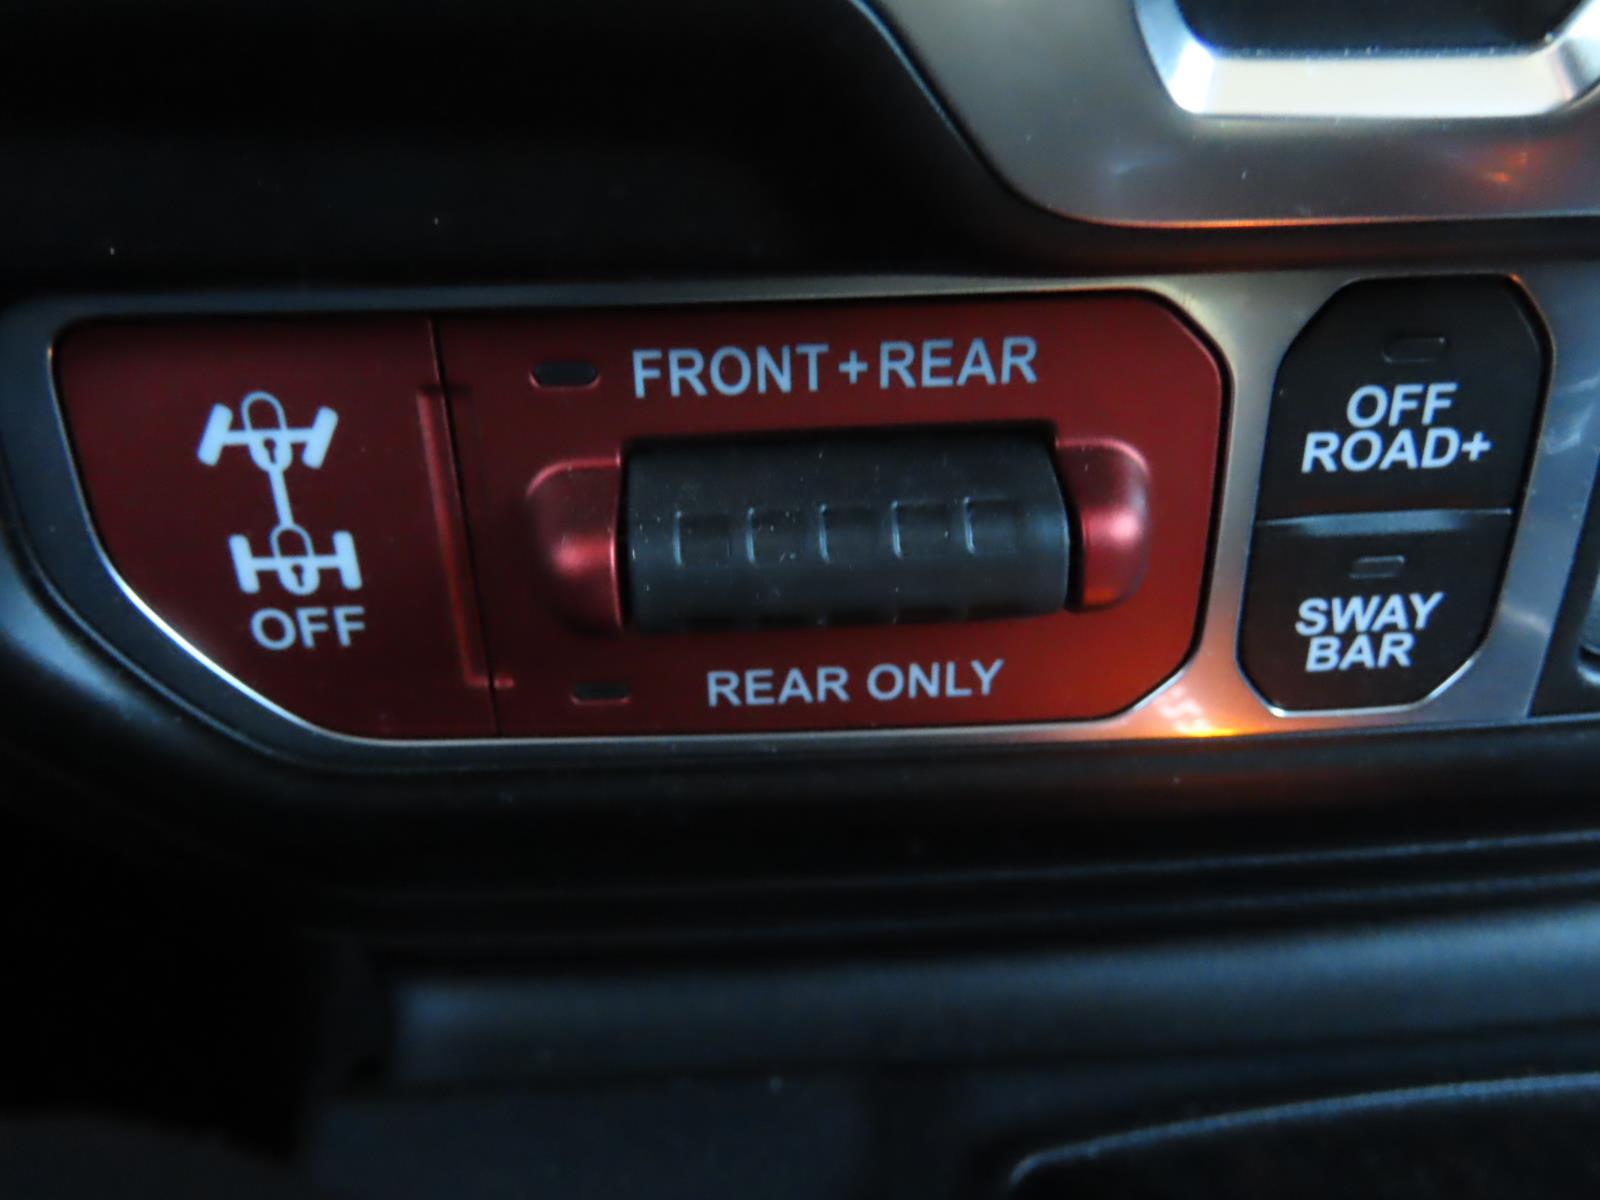 FRONT+REAR
OFF
REAR ONLY
OFF
ROAD+
SWAY
BAR